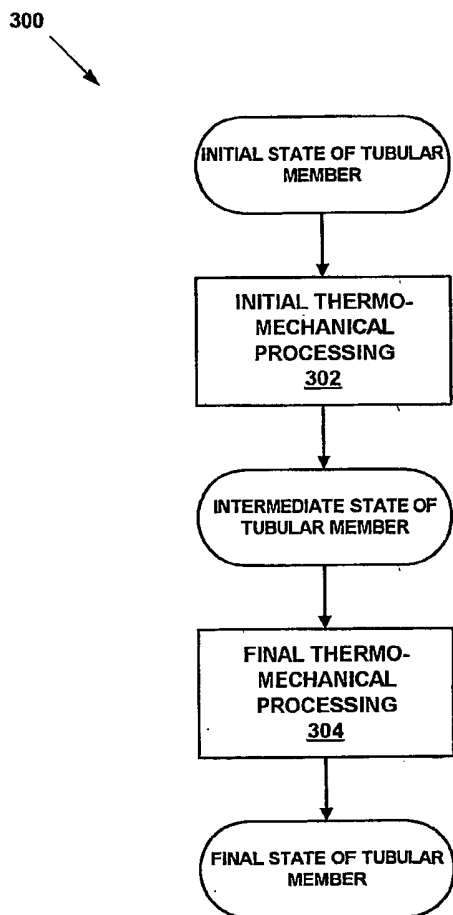 300
INITIAL STATE OF TUBULAR
MEMBER
INITIAL THERMO-
MECHANICAL
PROCESSING
302
INTERMEDIATE STATE OF
TUBULAR MEMBER
FINAL THERMO-
MECHANICAL
PROCESSING
304
FINAL STATE OF TUBULAR
MEMBER